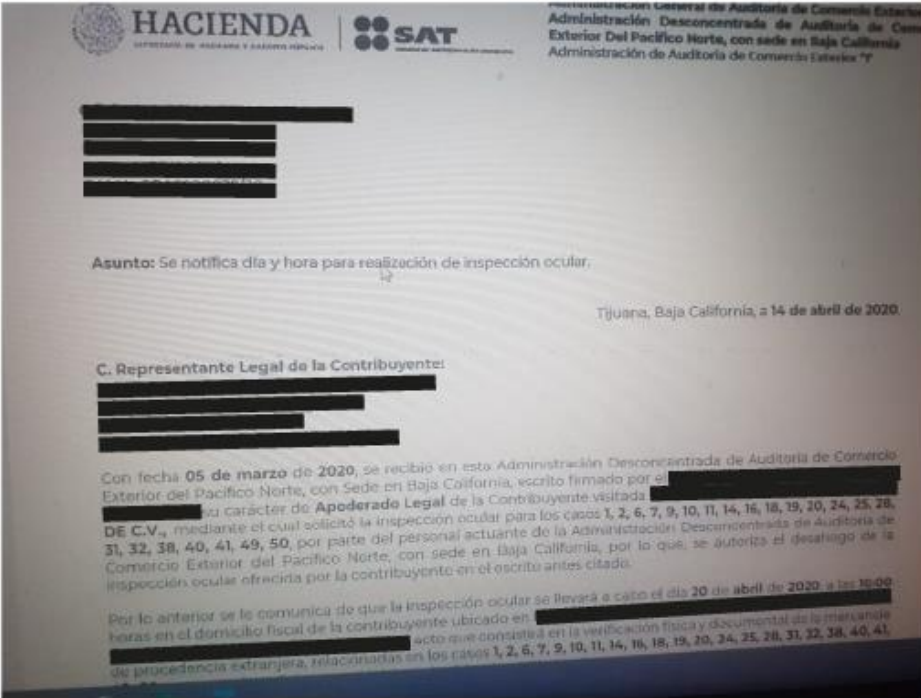 HACIENDA
SECRETARÍA DE HACIENDA Y CRÉDITO PÚBLICO
SAT
Administración General de Auditoría de Comercio Exterior
Administración Desconcentrada de Auditoría de Com
Exterior Del Pacífico Norte, con sede en Baja California
Administración de Auditoría de Comercio Exterior "1"
Asunto: Se notifica día y hora para realización de inspección ocular.
Tijuana, Baja California, a 14 de abril de 2020
C. Representante Legal de la Contribuyente:
Con fecha 05 de marzo de 2020, se recibió en esta Administración Desconcentrada de Auditoría de Comercio
Exterior del Pacífico Norte, con Sede en Baja California, escrito firmado por el
su carácter de Apoderado Legal de la Contribuyente visitada
DE C.V., mediante el cual solicitó la inspección ocular para los casos 1, 2, 6, 7, 9, 10, 11, 14, 16, 18, 19, 20, 24, 25, 28,
31, 32, 38, 40, 41, 49, 50, por parte del personal actuante de la Administración Desconcentrada de Auditoría de
Comercio Exterior del Pacífico Norte, con sede en Baja California, por lo que, se autoriza el desahogo de la
inspección ocular ofrecida por la contribuyente en el escrito antes citado.
Por lo anterior se le comunica de que la inspección ocular se llevará a cabo el día 20 de abril de 2020 a las 10:00
horas en el domicilio fiscal de la contribuyente ubicado en
acto que consistirá en la verificación física y documental de la mercancía
de procedencia extranjera, relacionadas en los casos 1, 2, 6, 7, 9, 10, 11, 14, 16, 18, 19, 20, 24, 25, 28, 31, 32, 38, 40, 41,